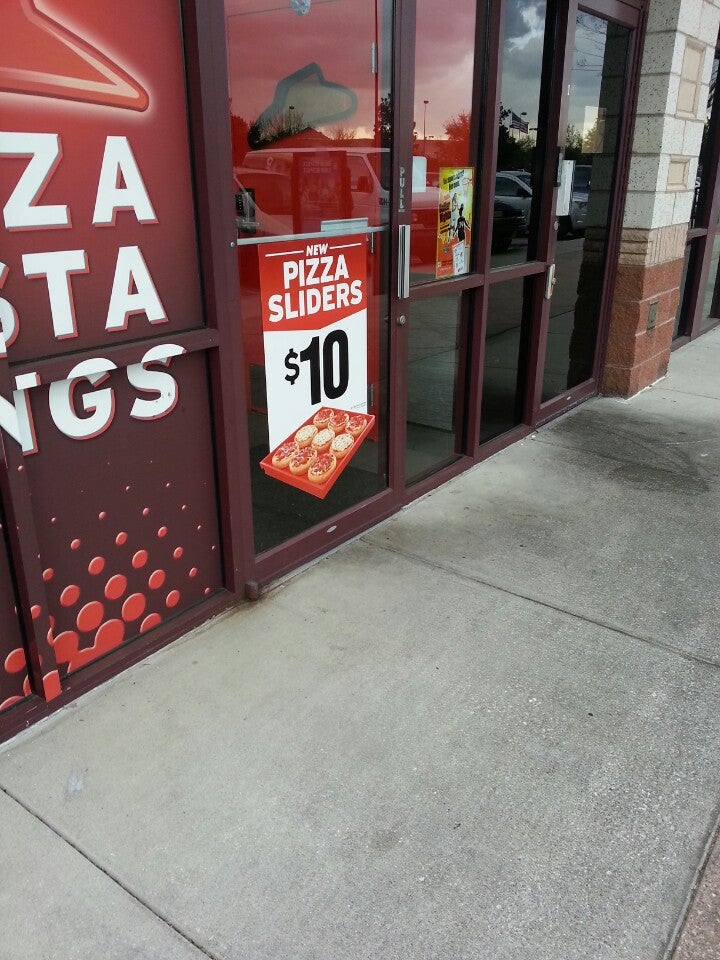 ZA
STA
NGS
NEW
PIZZA
SLIDERS
$10
PULL